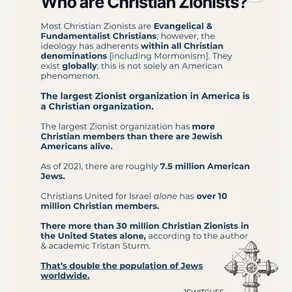 Who are Christian Zionists?
Most Christian Zionists are Evangelical &
Fundamentalist Christians; however, the
ideology has adherents within all Christian
denominations [including Mormonism]. They
exist globally; this is not solely an American
phenomenon.
The largest Zionist organization in America is
a Christian organization.
The largest Zionist organization has more
Christian members than there are Jewish
Americans alive.
As of 2021, there are roughly 7.5 million American
Jews.
Christians United for Israel alone has over 10
million Christian members.
There more than 30 million Christian Zionists in
the United States alone, according to the author
& academic Tristan Sturm.
That's double the population of Jews
worldwide.
JEWITCHES